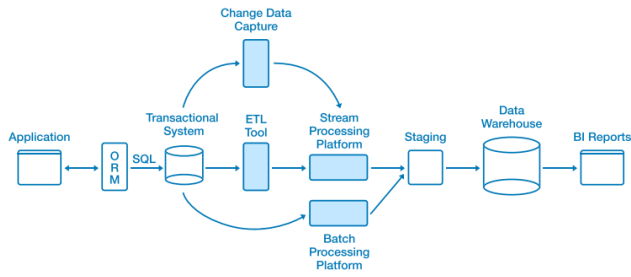 Change Data
Capture
Application
ORM
SQL
Transactional
System
ETL
Tool
Stream
Processing
Platform
Staging
Data
Warehouse
BI Reports
Batch
Processing
Platform